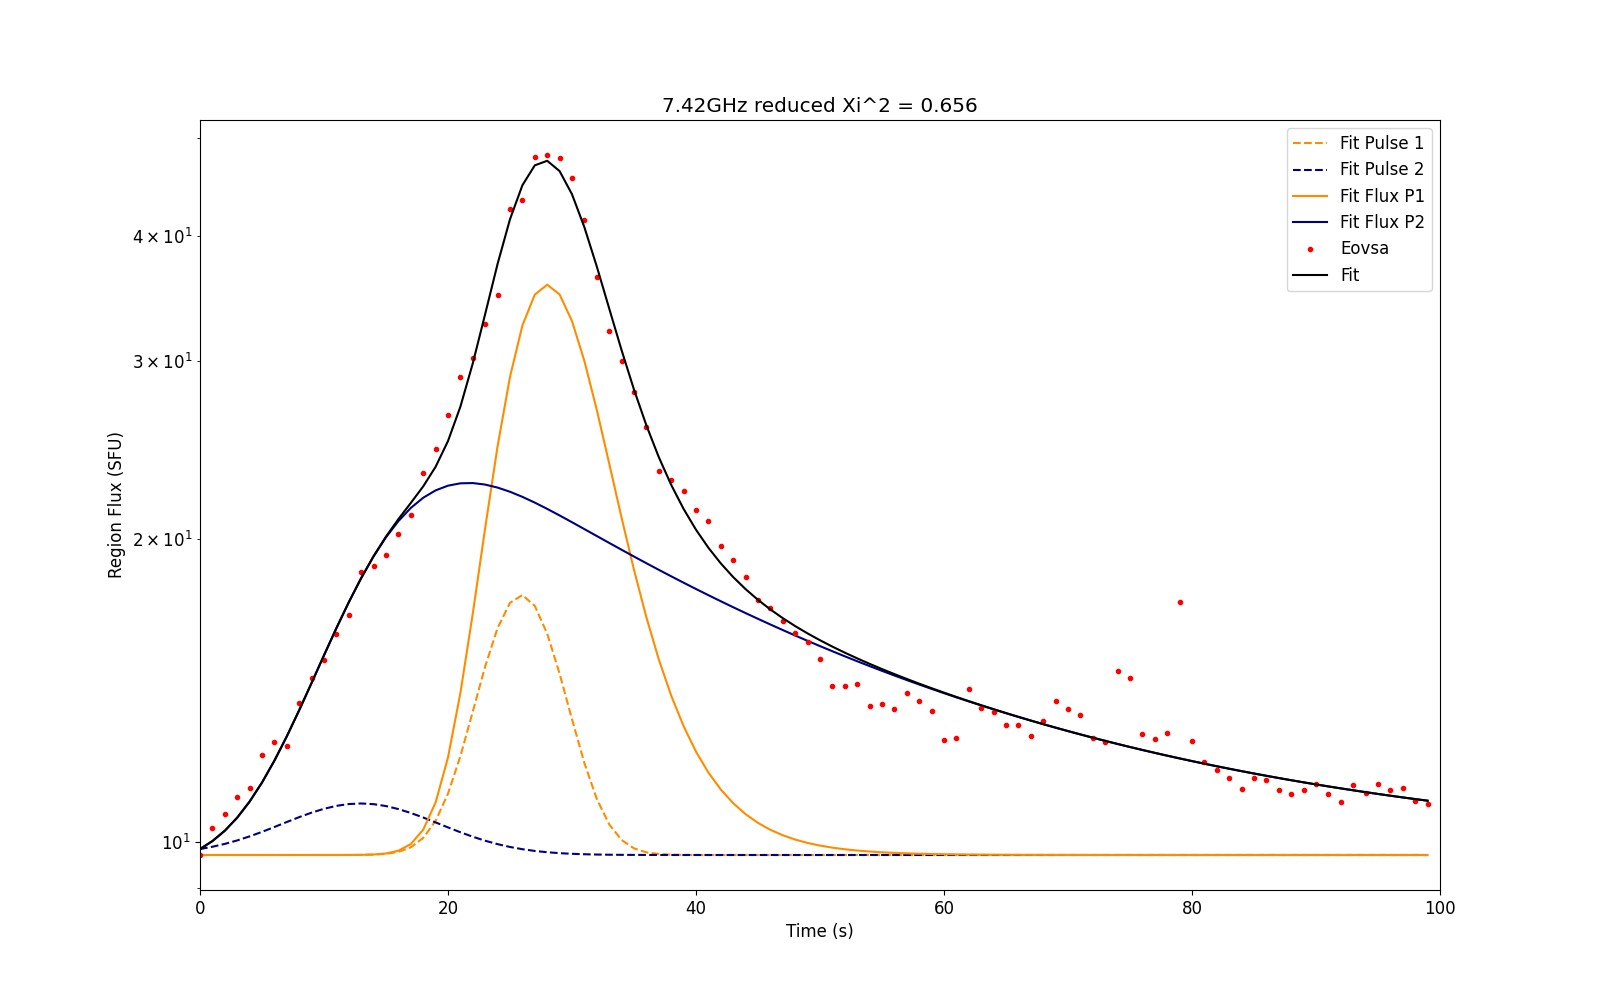 7.42GHz reduced Xi^2 = 0.656
Fit Pulse 1
Fit Pulse 2
Fit Flux P1
Fit Flux P2
Eovsa
Fit
Region Flux (SFU)
4 × 10¹
3 × 10¹
2 × 10¹
10¹
0 20 40 60 80 100
Time (s)